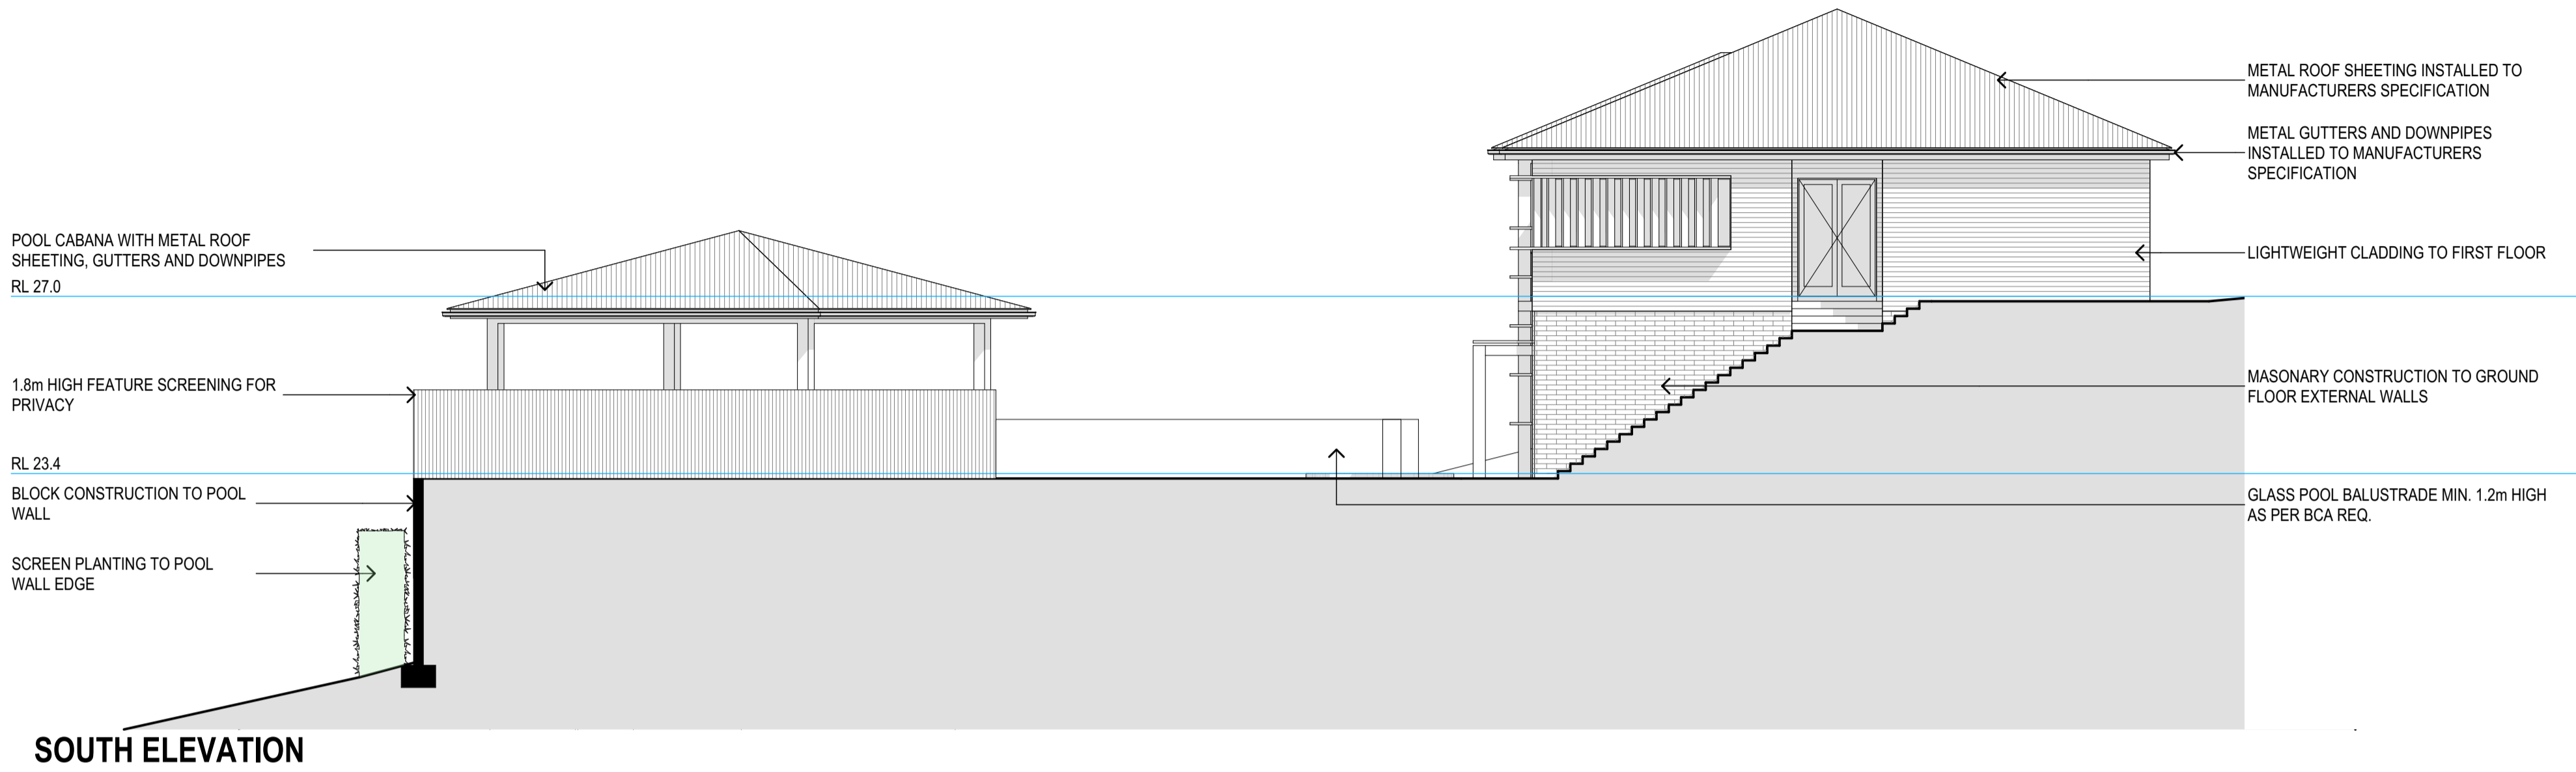 METAL ROOF SHEETING INSTALLED TO
MANUFACTURERS SPECIFICATION
METAL GUTTERS AND DOWNPIPES
INSTALLED TO MANUFACTURERS
SPECIFICATION
POOL CABANA WITH METAL ROOF
SHEETING, GUTTERS AND DOWNPIPES
LIGHTWEIGHT CLADDING TO FIRST FLOOR
RL 27.0
1.8m HIGH FEATURE SCREENING FOR
PRIVACY
MASONARY CONSTRUCTION TO GROUND
FLOOR EXTERNAL WALLS
RL 23.4
BLOCK CONSTRUCTION TO POOL
WALL
GLASS POOL BALUSTRADE MIN. 1.2m HIGH
AS PER BCA REQ.
SCREEN PLANTING TO POOL
WALL EDGE
SOUTH ELEVATION